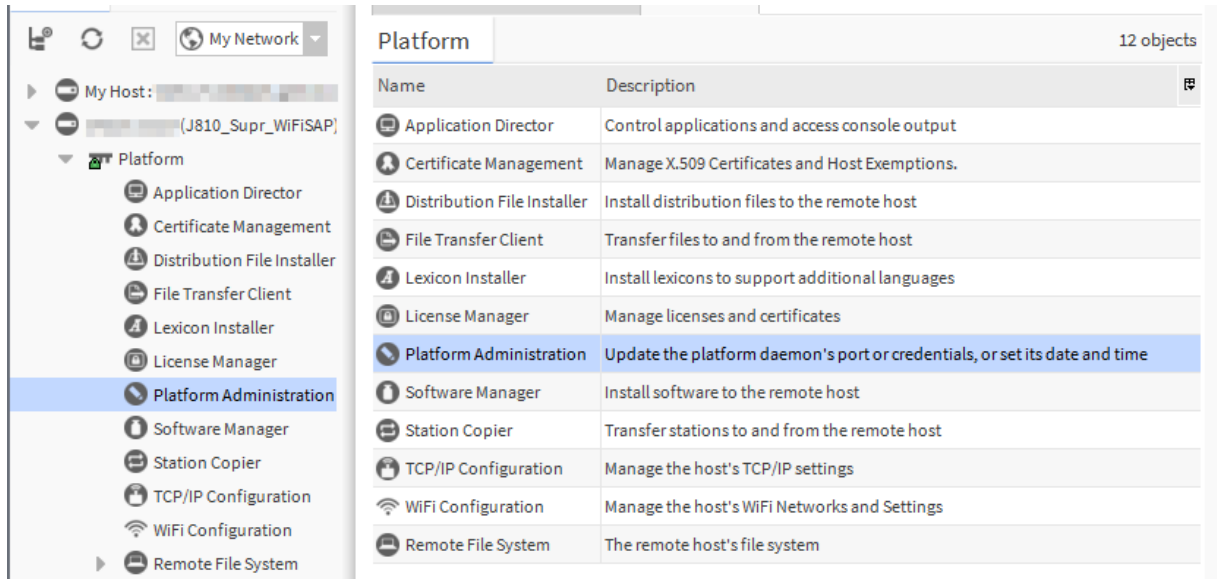 My Network
My Host :
(J810_Supr_WiFiSAP)
Platform
Application Director
Certificate Management
Distribution File Installer
File Transfer Client
Lexicon Installer
License Manager
Platform Administration
Software Manager
Station Copier
TCP/IP Configuration
WiFi Configuration
Remote File System
Platform 12 objects
Name Description
Application Director Control applications and access console output
Certificate Management Manage X.509 Certificates and Host Exemptions.
Distribution File Installer Install distribution files to the remote host
File Transfer Client Transfer files to and from the remote host
Lexicon Installer Install lexicons to support additional languages
License Manager Manage licenses and certificates
Platform Administration Update the platform daemon's port or credentials, or set its date and time
Software Manager Install software to the remote host
Station Copier Transfer stations to and from the remote host
TCP/IP Configuration Manage the host's TCP/IP settings
WiFi Configuration Manage the host's WiFi Networks and Settings
Remote File System The remote host's file system